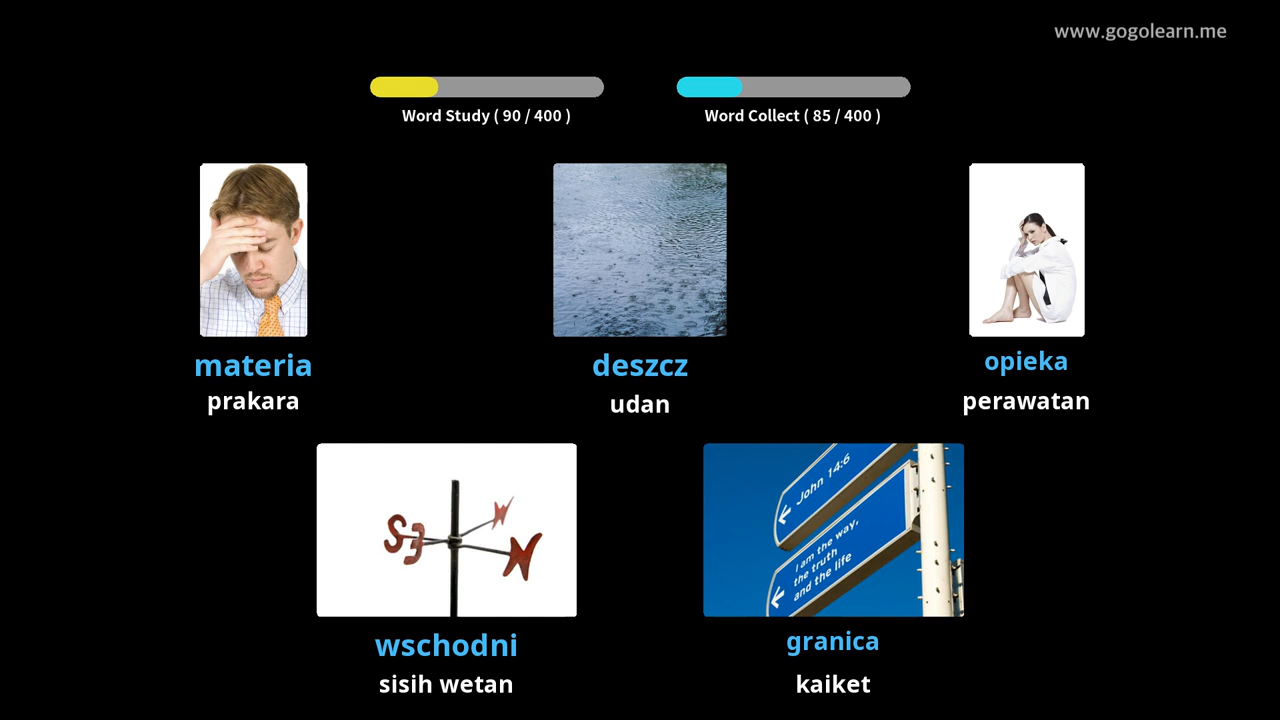 www.gogolearn.me
Word Study ( 90 / 400 )
Word Collect ( 85 / 400 )
materia
prakara
deszcz
udan
opieka
perawatan
S
E
N
John 14:6
I am the way,
the truth
and the life
wschodni
sisih wetan
granica
kaiket